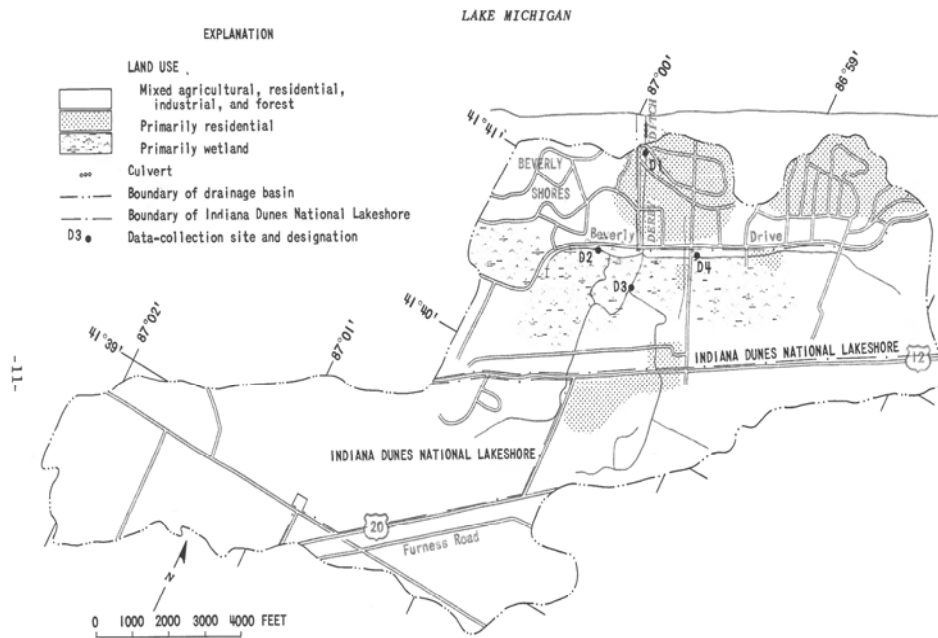 LAKE MICHIGAN
EXPLANATION
LAND USE
Mixed agricultural, residential,
industrial, and forest
Primarily residential
Primarily wetland
Culvert
Boundary of drainage basin
Boundary of Indiana Dunes National Lakeshore
D3 Data-collection site and designation
87°00'
86°59'
41°41'
DERBY DITCH
D1
BEVERLY
SHORES
Beverly Drive
D2
D4
D3
41°40'
87°02'
41°39'
87°01'
INDIANA DUNES NATIONAL LAKESHORE
12
-11-
INDIANA DUNES NATIONAL LAKESHORE
20
Furness Road
N
0 1000 2000 3000 4000 FEET